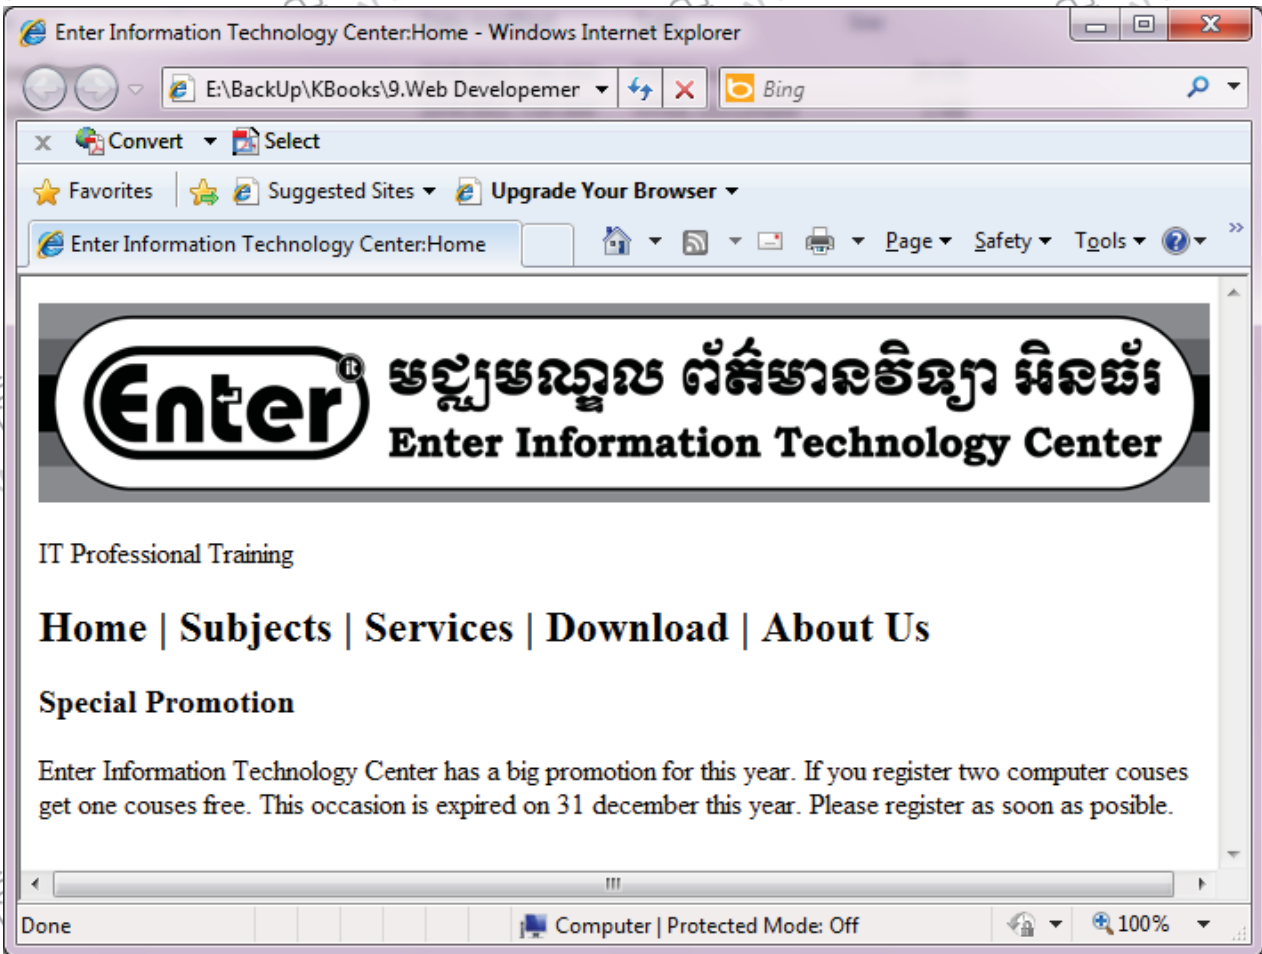 Enter Information Technology Center:Home - Windows Internet Explorer
E:\BackUp\KBooks\9.Web Developemer
Bing
x Convert Select
Favorites Suggested Sites Upgrade Your Browser
Enter Information Technology Center:Home Page Safety Tools
Enter it
មជ្ឈមណ្ឌល ព័ត៌មានវិទ្យា អិនធ័រ
Enter Information Technology Center
IT Professional Training
Home | Subjects | Services | Download | About Us
Special Promotion
Enter Information Technology Center has a big promotion for this year. If you register two computer couses
get one couses free. This occasion is expired on 31 december this year. Please register as soon as posible.
Done Computer | Protected Mode: Off 100%